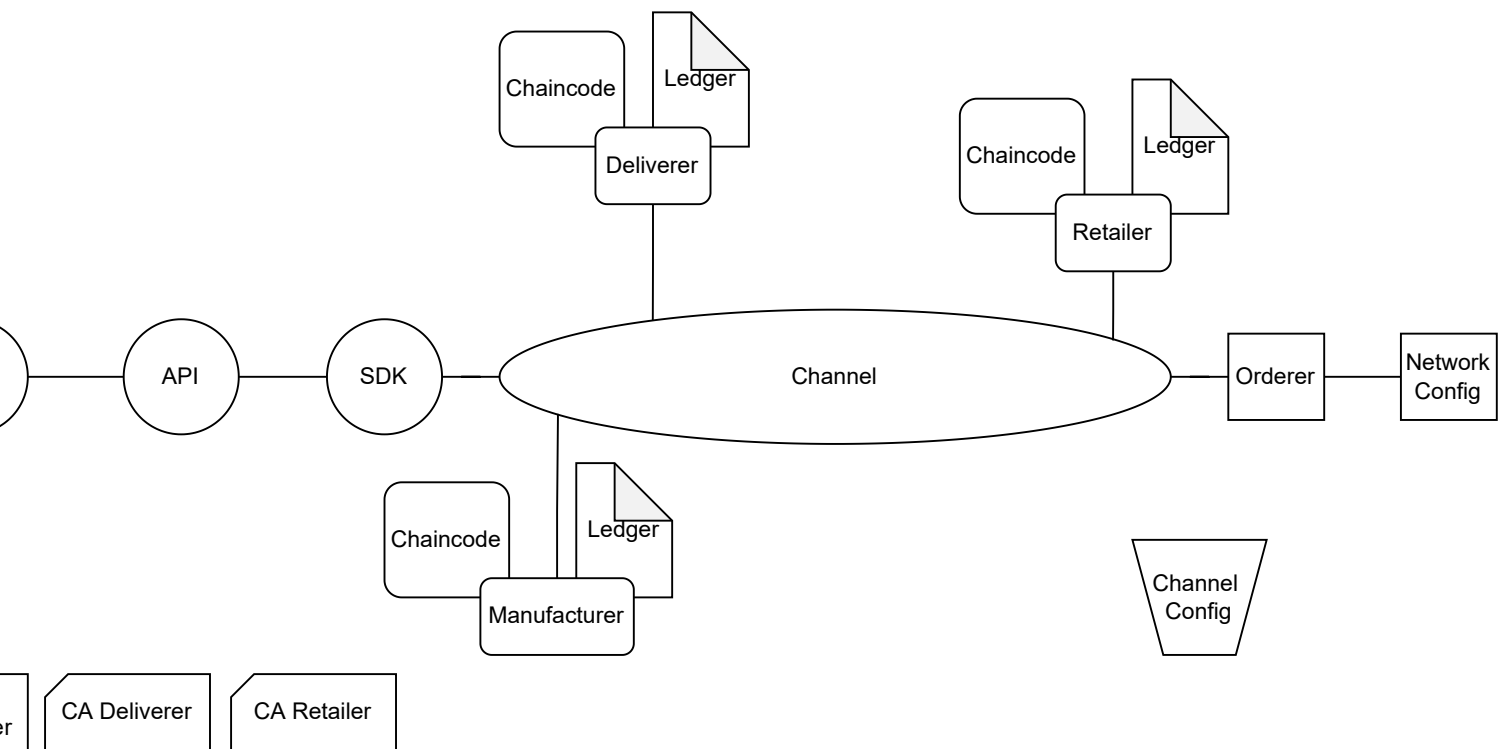 Chaincode
Ledger
Deliverer
Chaincode
Ledger
Retailer
API
SDK
Channel
Orderer
Network
Config
Chaincode
Ledger
Manufacturer
Channel
Config
er
CA Deliverer
CA Retailer